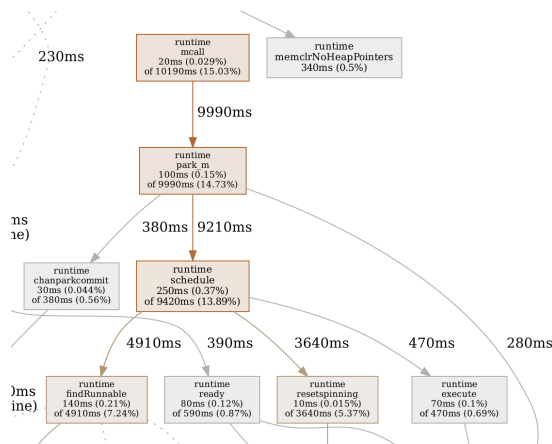 230ms
runtime
mcall
20ms (0.029%)
of 10190ms (15.03%)
runtime
memclrNoHeapPointers
340ms (0.5%)
9990ms
runtime
park_m
100ms (0.15%)
of 9990ms (14.73%)
ms
ne)
380ms
9210ms
runtime
chanparkcommit
30ms (0.044%)
of 380ms (0.56%)
runtime
schedule
250ms (0.37%)
of 9420ms (13.89%)
4910ms
390ms
3640ms
470ms
280ms
0ms
ine)
runtime
findRunnable
140ms (0.21%)
of 4910ms (7.24%)
runtime
ready
80ms (0.12%)
of 590ms (0.87%)
runtime
resetspinning
10ms (0.015%)
of 3640ms (5.37%)
runtime
execute
70ms (0.1%)
of 470ms (0.69%)